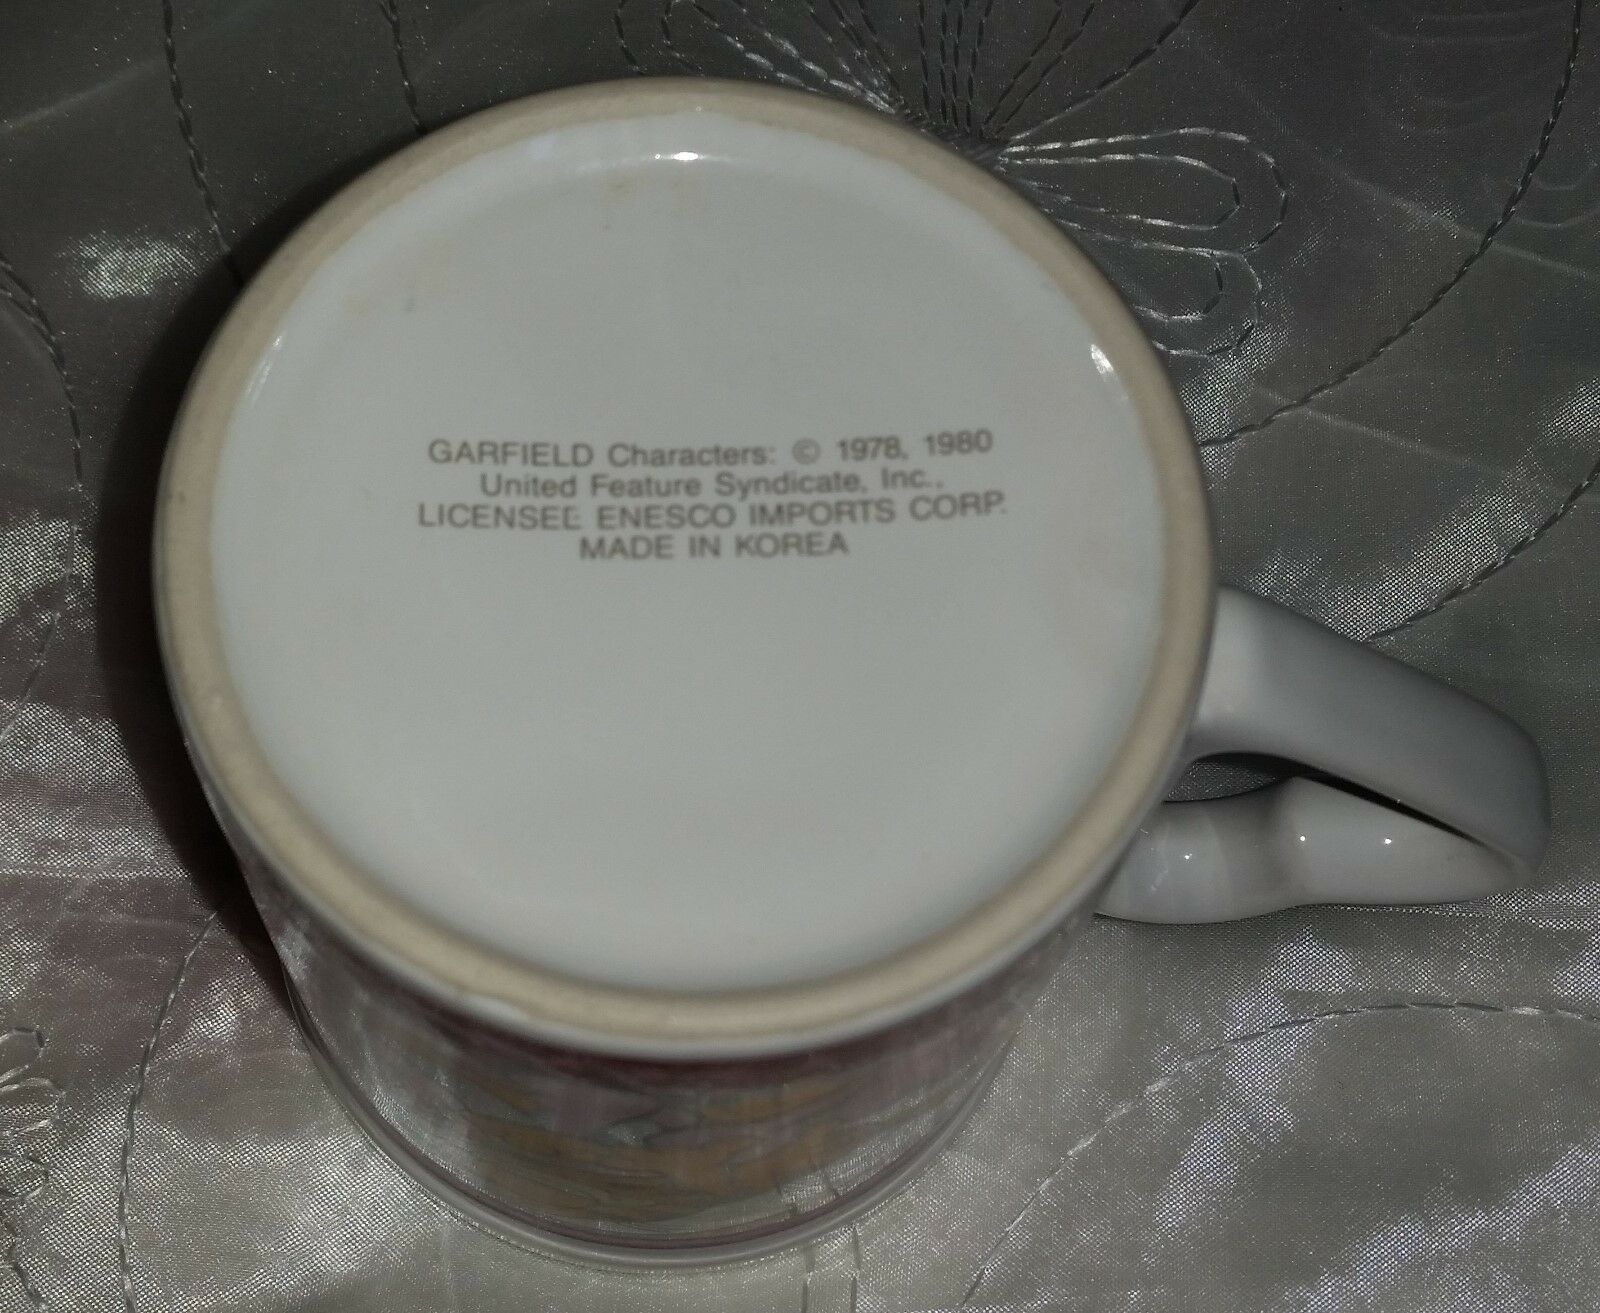 GARFIELD Characters: © 1978, 1980
United Feature Syndicate, Inc.,
LICENSEE ENESCO IMPORTS CORP.
MADE IN KOREA